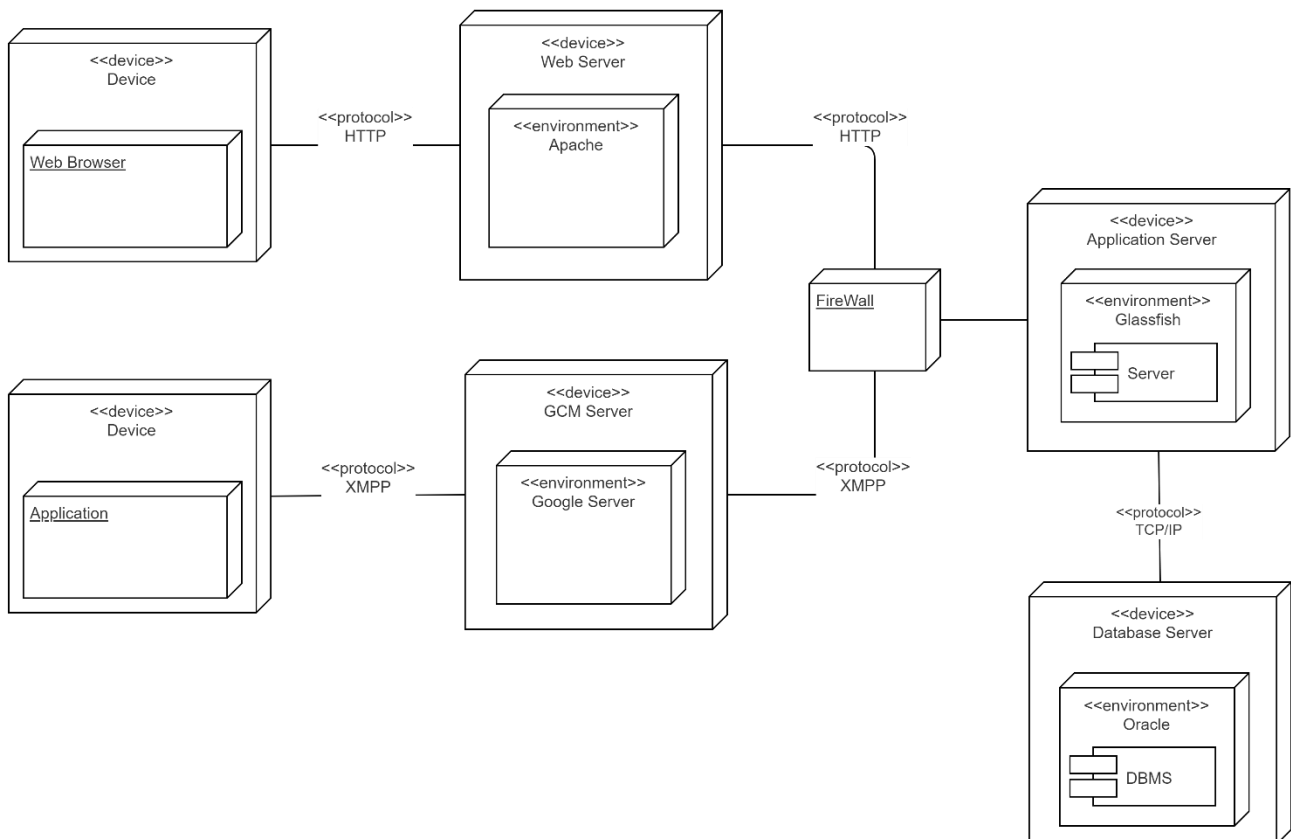 <<device>>
Device
Web Browser
<<protocol>>
HTTP
<<device>>
Web Server
<<environment>>
Apache
<<protocol>>
HTTP
FireWall
<<device>>
Application Server
<<environment>>
Glassfish
Server
<<device>>
Device
Application
<<protocol>>
XMPP
<<device>>
GCM Server
<<environment>>
Google Server
<<protocol>>
XMPP
<<protocol>>
TCP/IP
<<device>>
Database Server
<<environment>>
Oracle
DBMS